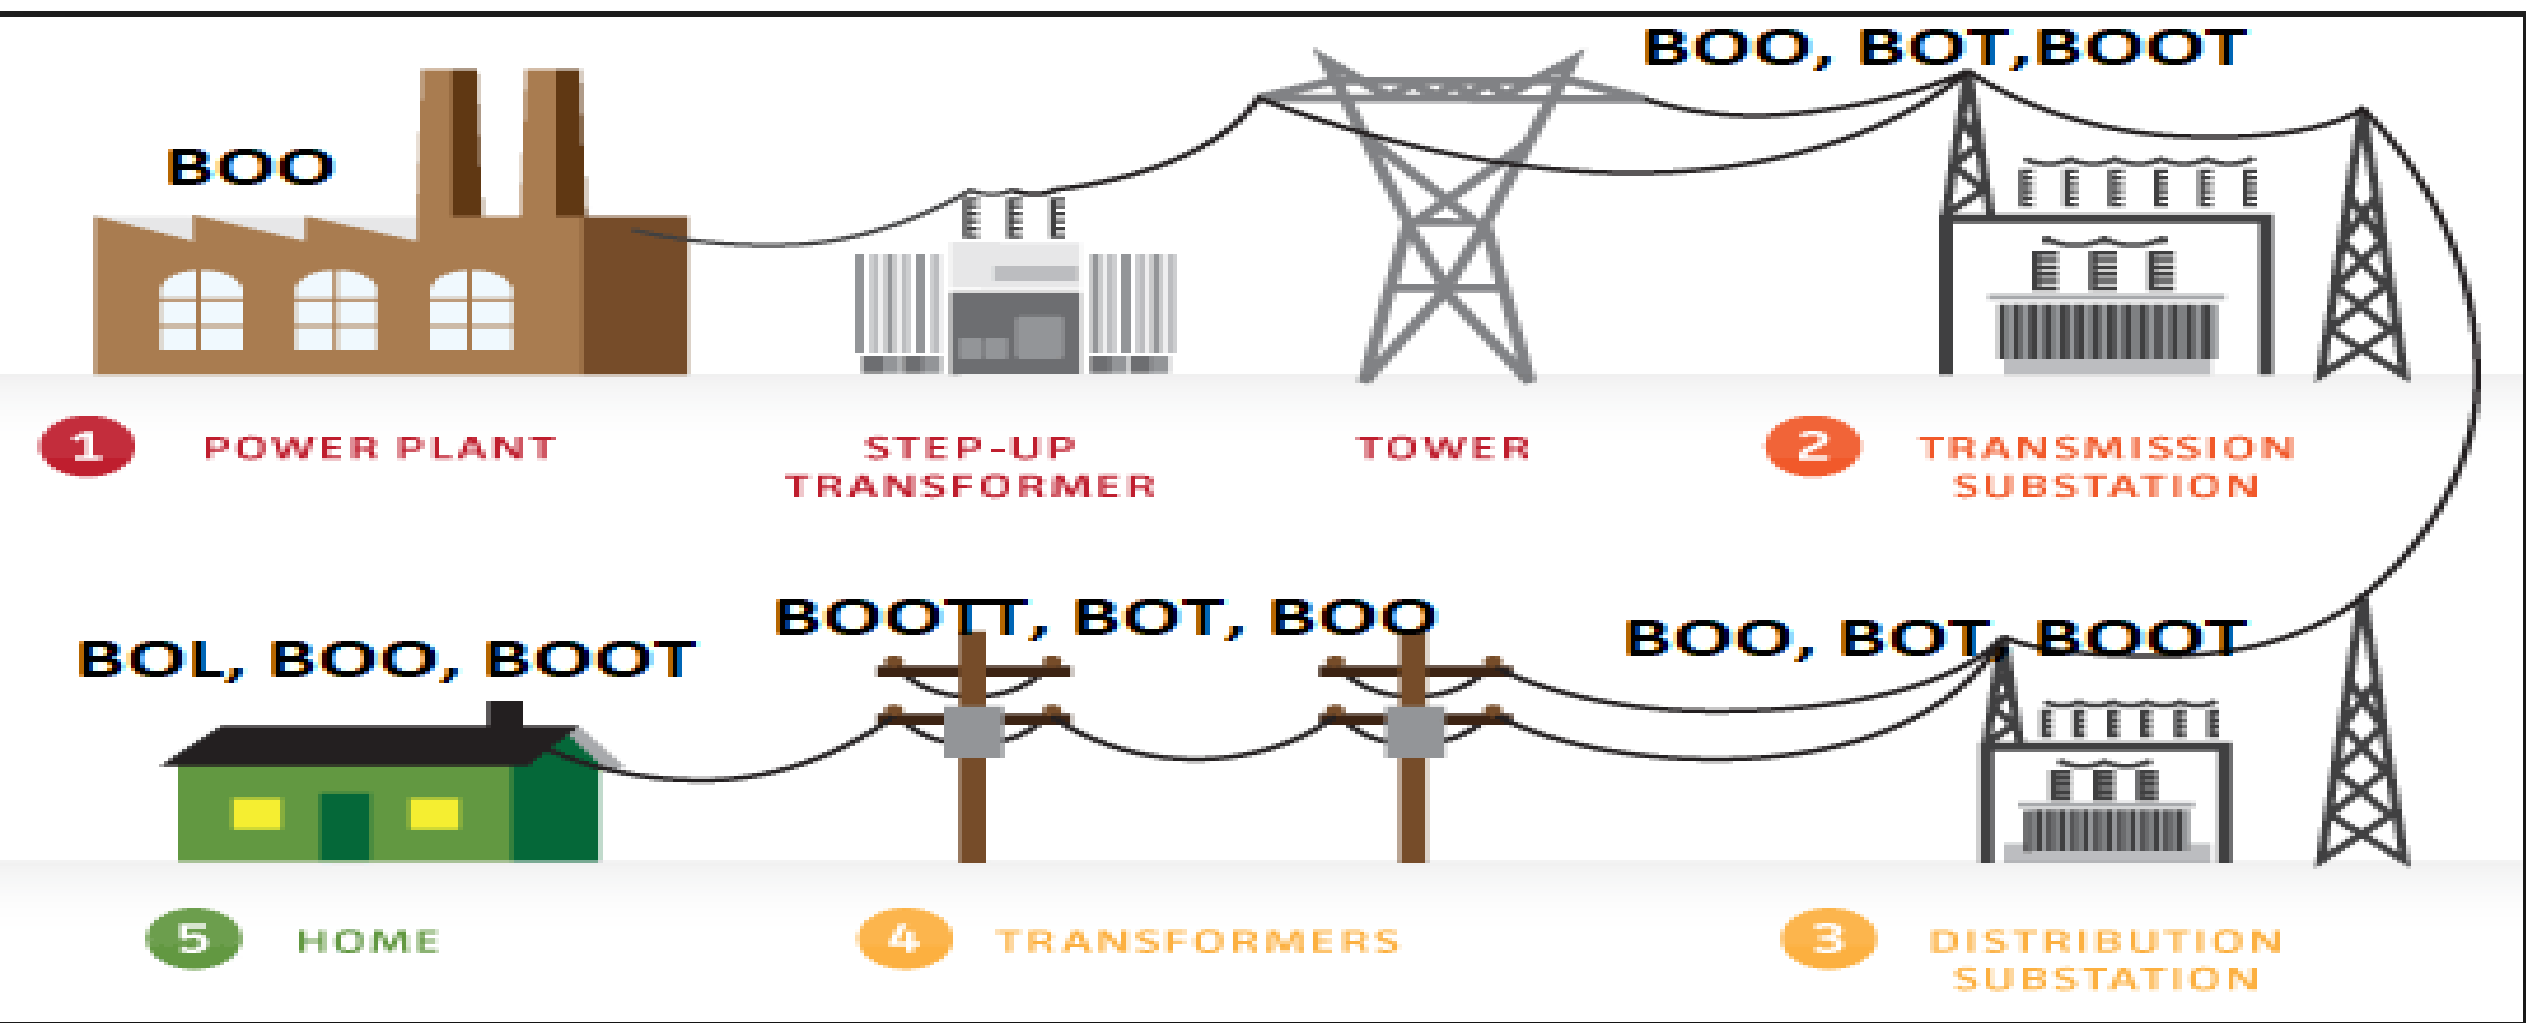 BOO, BOT,BOOT
BOO
1 POWER PLANT
STEP-UP
TRANSFORMER
TOWER
2 TRANSMISSION
SUBSTATION
BOL, BOO, BOOT
BOOTT, BOT, BOO
BOO, BOT, BOOT
5 HOME
4 TRANSFORMERS
3 DISTRIBUTION
SUBSTATION